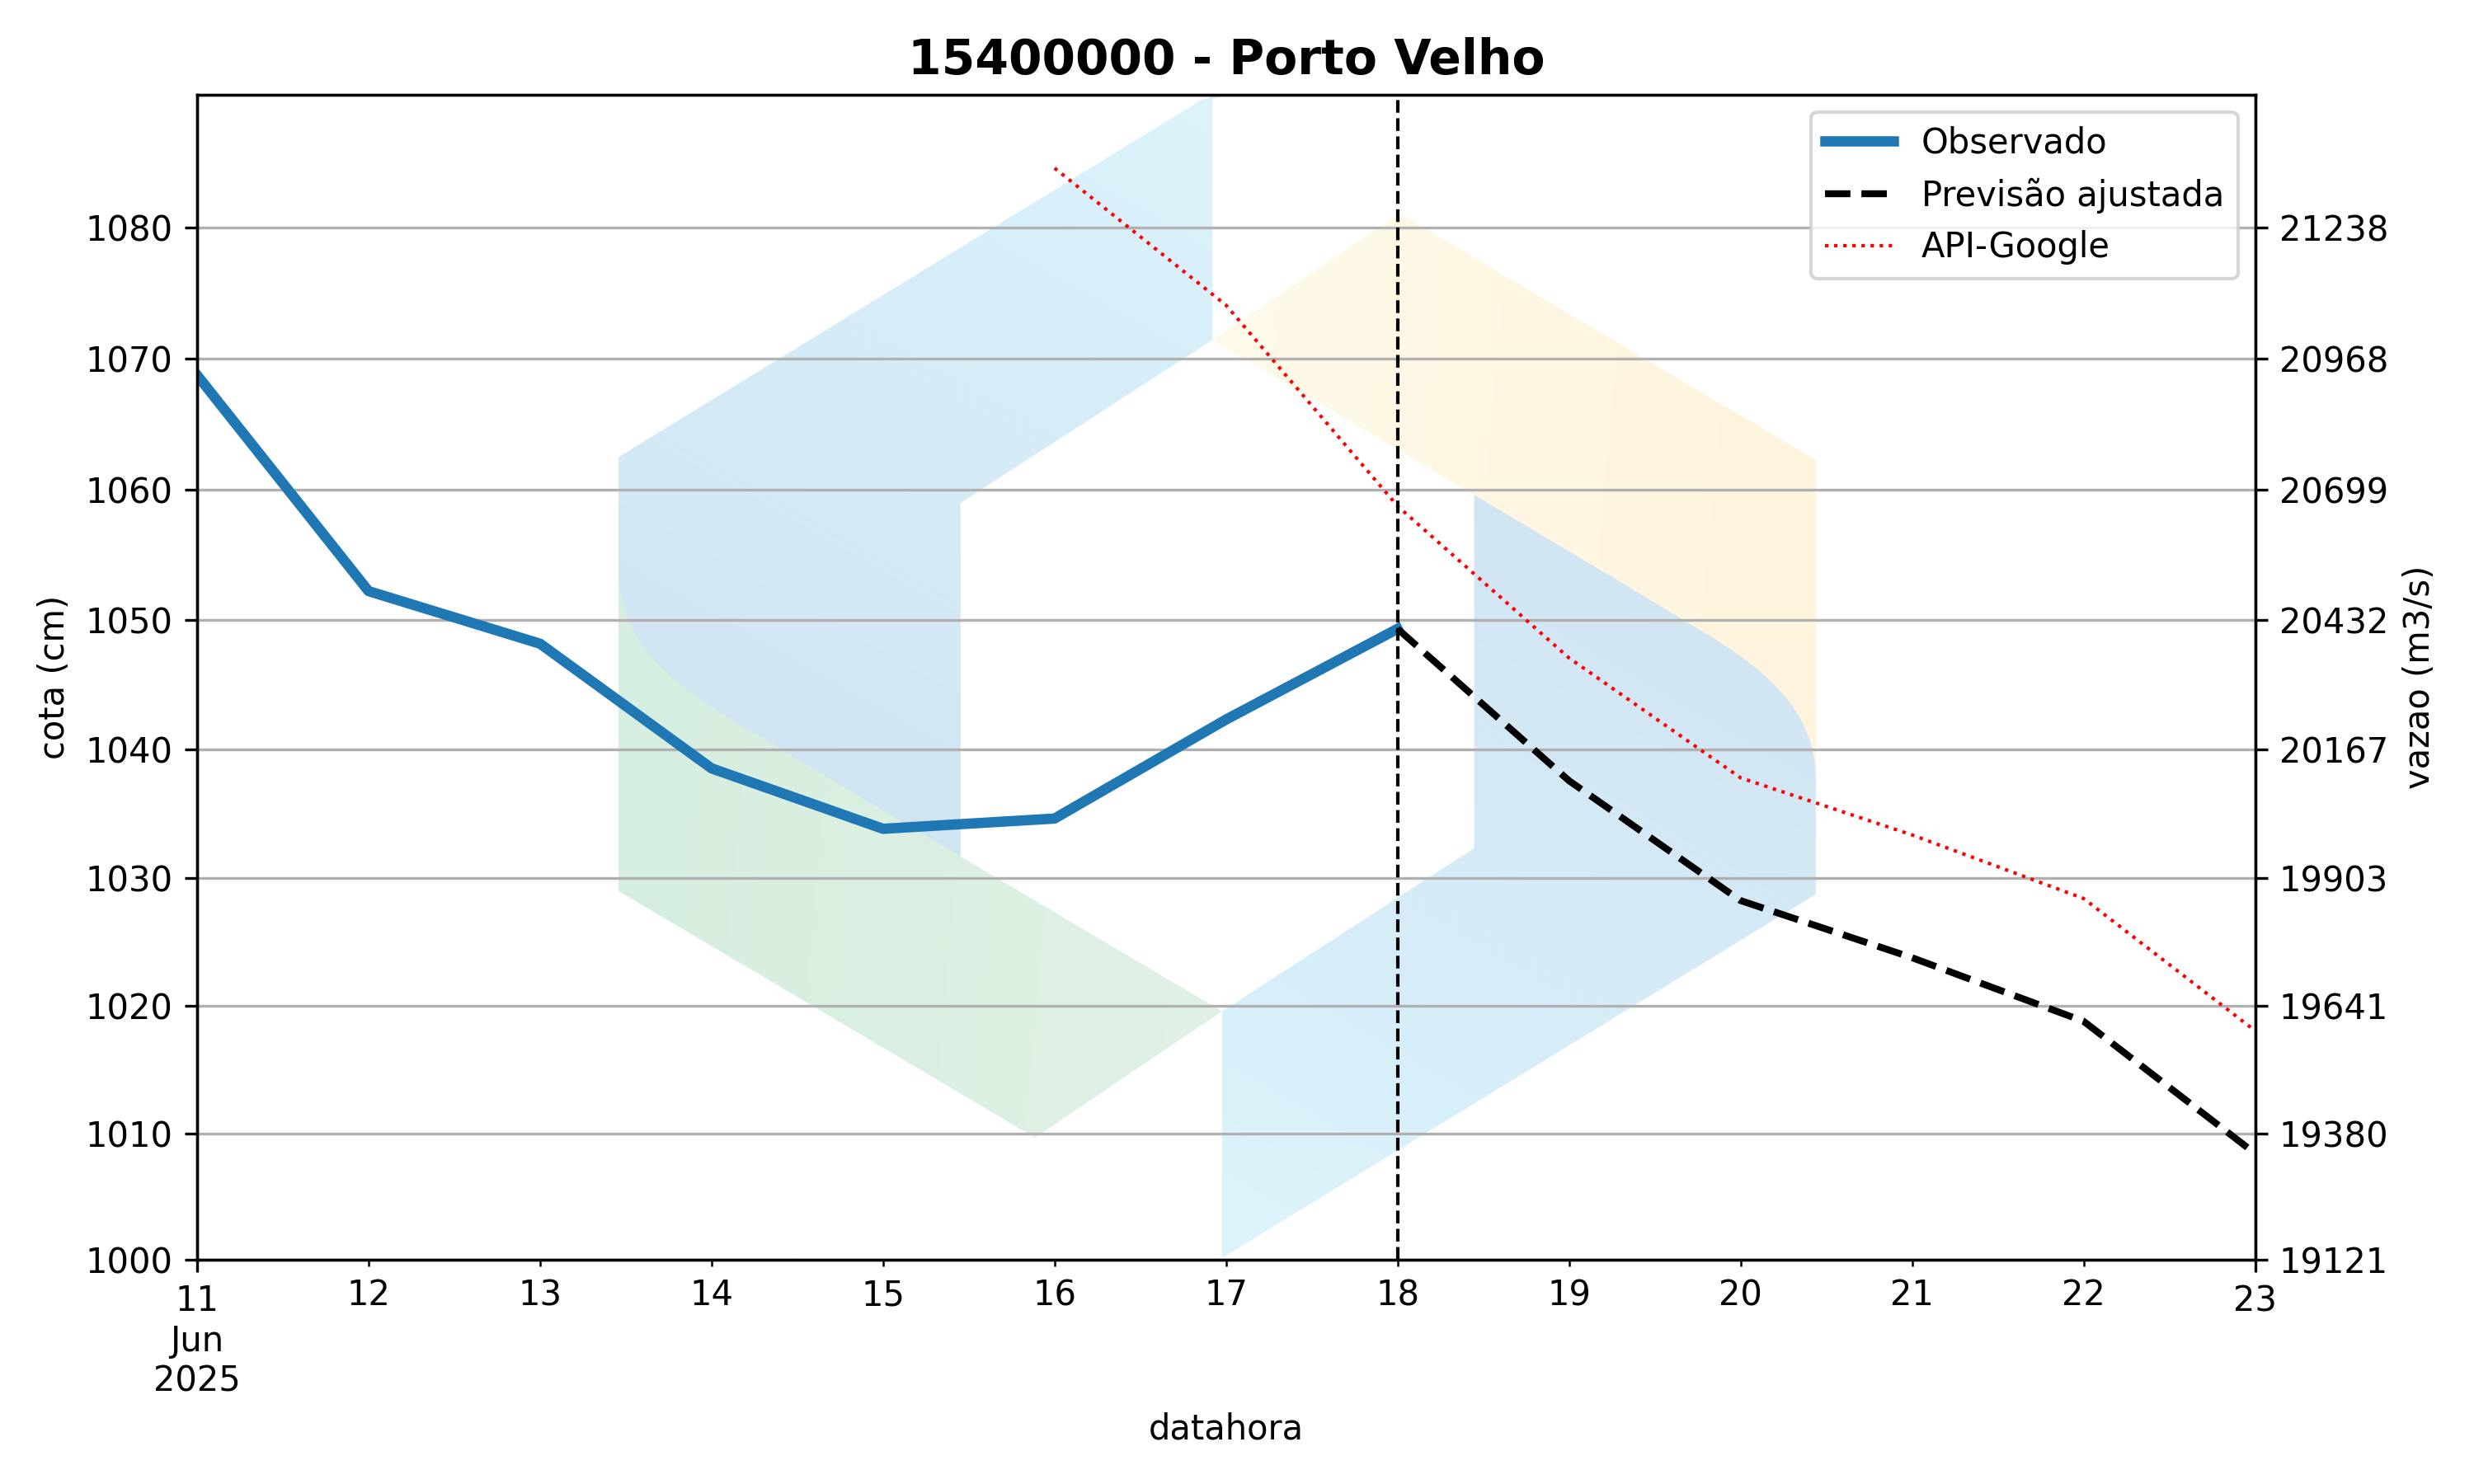 15400000 - Porto Velho
Observado
Previsão ajustada
API-Google
cota (cm)
1080
1070
1060
1050
1040
1030
1020
1010
1000
21238
20968
20699
20432
20167
19903
19641
19380
19121
vazao (m3/s)
11 12 13 14 15 16 17 18 19 20 21 22 23
Jun
2025
datahora